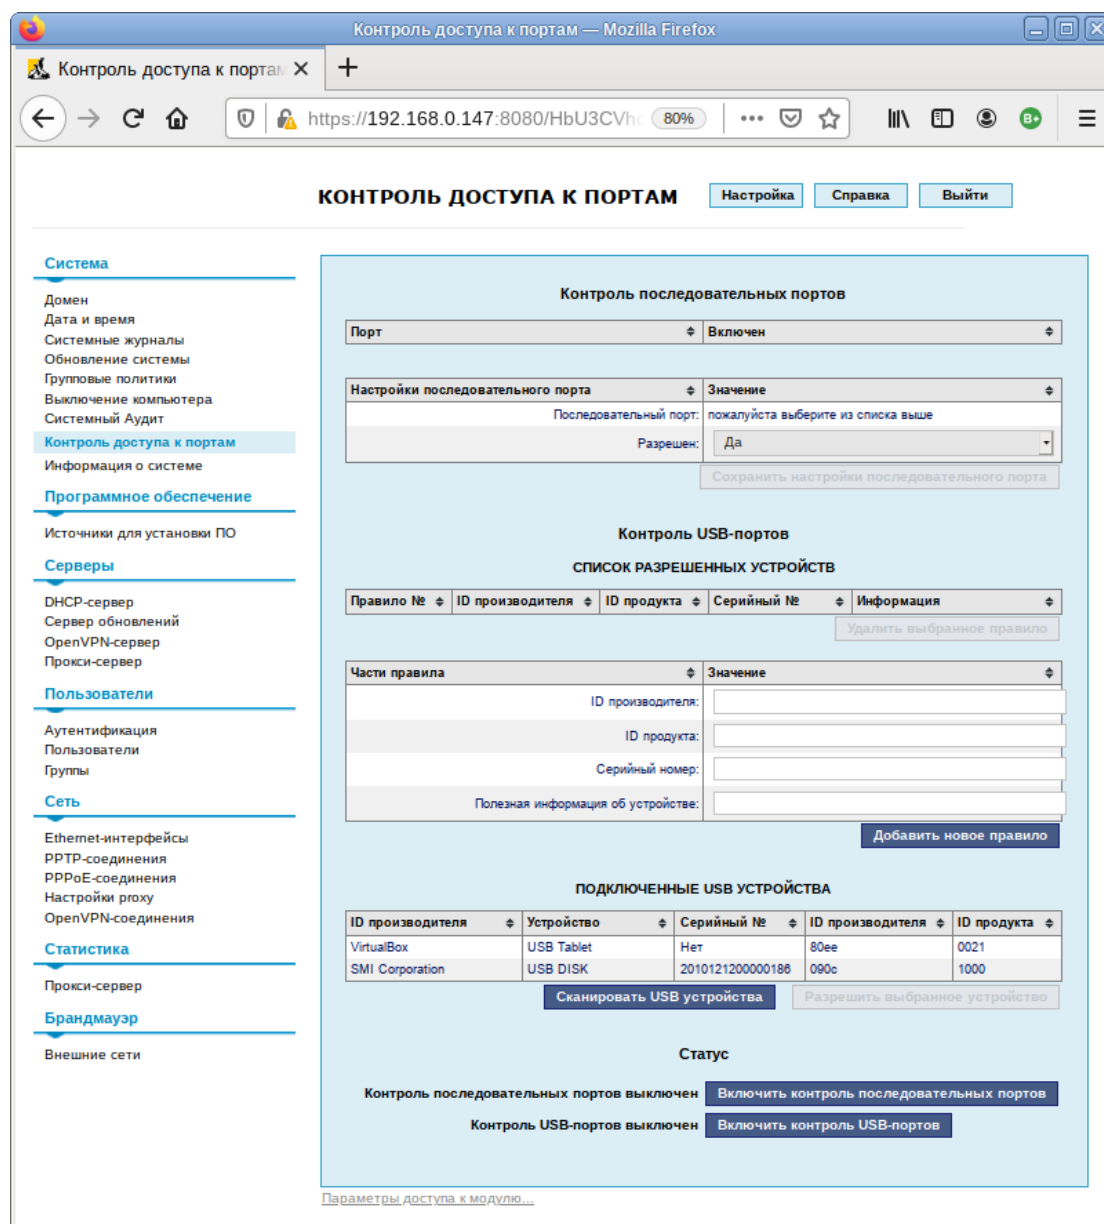 Контроль доступа к портам — Mozilla Firefox
Контроль доступа к портам
https://192.168.0.147:8080/HbU3CVh 80%
КОНТРОЛЬ ДОСТУПА К ПОРТАМ Настройка Справка Выйти
Система
Домен
Дата и время
Системные журналы
Обновление системы
Групповые политики
Выключение компьютера
Системный Аудит
Контроль доступа к портам
Информация о системе
Программное обеспечение
Источники для установки ПО
Серверы
DHCP-сервер
Сервер обновлений
OpenVPN-сервер
Прокси-сервер
Пользователи
Аутентификация
Пользователи
Группы
Сеть
Ethernet-интерфейсы
PPTP-соединения
PPPoE-соединения
Настройки proxy
OpenVPN-соединения
Статистика
Прокси-сервер
Брандмауэр
Внешние сети
Контроль последовательных портов
Порт Включен
Настройки последовательного порта Значение
Последовательный порт: пожалуйста выберите из списка выше
Разрешен: Да
Сохранить настройки последовательного порта
Контроль USB-портов
СПИСОК РАЗРЕШЕННЫХ УСТРОЙСТВ
Правило № ID производителя ID продукта Серийный № Информация
Удалить выбранное правило
Части правила Значение
ID производителя:
ID продукта:
Серийный номер:
Полезная информация об устройстве:
Добавить новое правило
ПОДКЛЮЧЕННЫЕ USB УСТРОЙСТВА
ID производителя Устройство Серийный № ID производителя ID продукта
VirtualBox USB Tablet Нет 80ee 0021
SMI Corporation USB DISK 2010121200000186 090c 1000
Сканировать USB устройства Разрешить выбранное устройство
Статус
Контроль последовательных портов выключен Включить контроль последовательных портов
Контроль USB-портов выключен Включить контроль USB-портов
Параметры доступа к модулю...